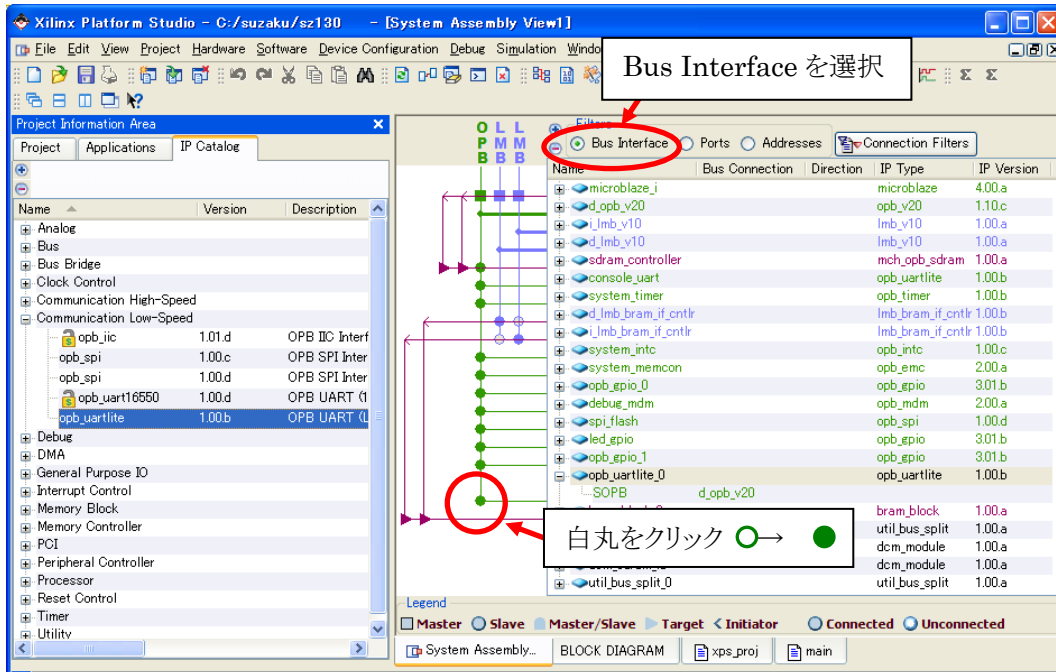 Xilinx Platform Studio - C:/suzaku/sz130 - [System Assembly View1]
File Edit View Project Hardware Software Device Configuration Debug Simulation Windo
Bus Interface を選択
Project Information Area
Project Applications IP Catalog
Name Version Description
Analog
Bus
Bus Bridge
Clock Control
Communication High-Speed
Communication Low-Speed
opb_iic 1.01.d OPB IIC Interf
opb_spi 1.00.c OPB SPI Inter
opb_spi 1.00.d OPB SPI Inter
opb_uart16550 1.00.d OPB UART (1
opb_uartlite 1.00.b OPB UART (L
Debug
DMA
General Purpose IO
Interrupt Control
Memory Block
Memory Controller
PCI
Peripheral Controller
Processor
Reset Control
Timer
Utility
OPB LMB LMB
Filters
Bus Interface Ports Addresses Connection Filters
Name Bus Connection Direction IP Type IP Version
microblaze_i microblaze 4.00.a
d_opb_v20 opb_v20 1.10.c
i_lmb_v10 lmb_v10 1.00.a
d_lmb_v10 lmb_v10 1.00.a
sdram_controller mch_opb_sdram 1.00.a
console_uart opb_uartlite 1.00.b
system_timer opb_timer 1.00.b
d_lmb_bram_if_cntlr lmb_bram_if_cntlr 1.00.b
i_lmb_bram_if_cntlr lmb_bram_if_cntlr 1.00.b
system_intc opb_intc 1.00.c
system_memcon opb_emc 2.00.a
opb_gpio_0 opb_gpio 3.01.b
debug_mdm opb_mdm 2.00.a
spi_flash opb_spi 1.00.d
led_gpio opb_gpio 3.01.b
opb_gpio_1 opb_gpio 3.01.b
opb_uartlite_0 opb_uartlite 1.00.b
SOPB d_opb_v20
bram_block 1.00.a
util_bus_split 1.00.a
dcm_module 1.00.a
dcm_module 1.00.a
util_bus_split_0 util_bus_split 1.00.a
白丸をクリック ○→ ●
Legend
Master Slave Master/Slave Target Initiator Connected Unconnected
System Assembly... BLOCK DIAGRAM xps_proj main